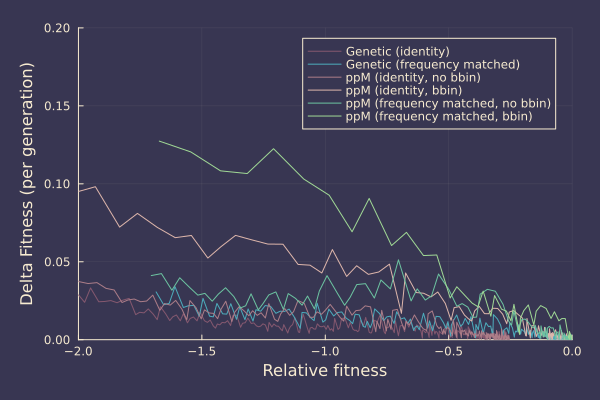 0.20
0.15
0.10
0.05
0.00
Delta Fitness (per generation)
Genetic (identity)
Genetic (frequency matched)
ppM (identity, no bbin)
ppM (identity, bbin)
ppM (frequency matched, no bbin)
ppM (frequency matched, bbin)
−2.0 −1.5 −1.0 −0.5 0.0
Relative fitness